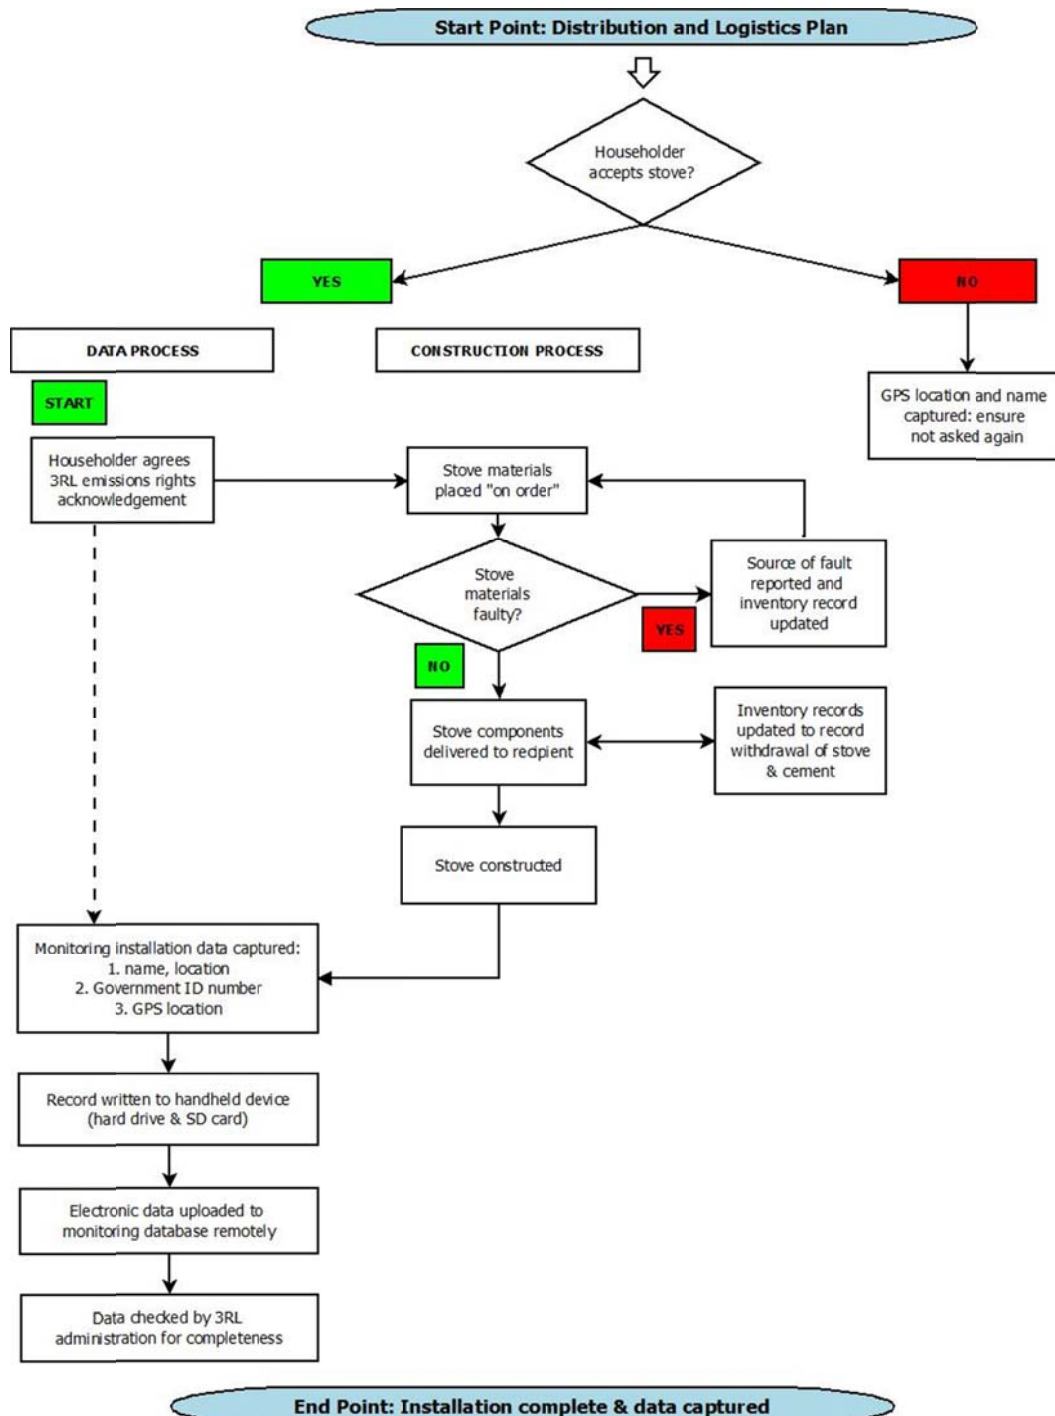 Start Point: Distribution and Logistics Plan
Householder
accepts stove?
YES
NO
DATA PROCESS
CONSTRUCTION PROCESS
START
GPS location and name
captured: ensure
not asked again
Householder agrees
3RL emissions rights
acknowledgement
Stove materials
placed "on order"
Stove
materials
faulty?
YES
Source of fault
reported and
inventory record
updated
NO
Stove components
delivered to recipient
Inventory records
updated to record
withdrawal of stove
& cement
Stove constructed
Monitoring installation data captured:
1. name, location
2. Government ID number
3. GPS location
Record written to handheld device
(hard drive & SD card)
Electronic data uploaded to
monitoring database remotely
Data checked by 3RL
administration for completeness
End Point: Installation complete & data captured